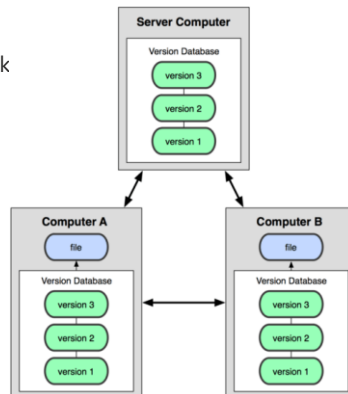 k
Server Computer
Version Database
version 3
version 2
version 1
Computer A
file
Version Database
version 3
version 2
version 1
Computer B
file
Version Database
version 3
version 2
version 1